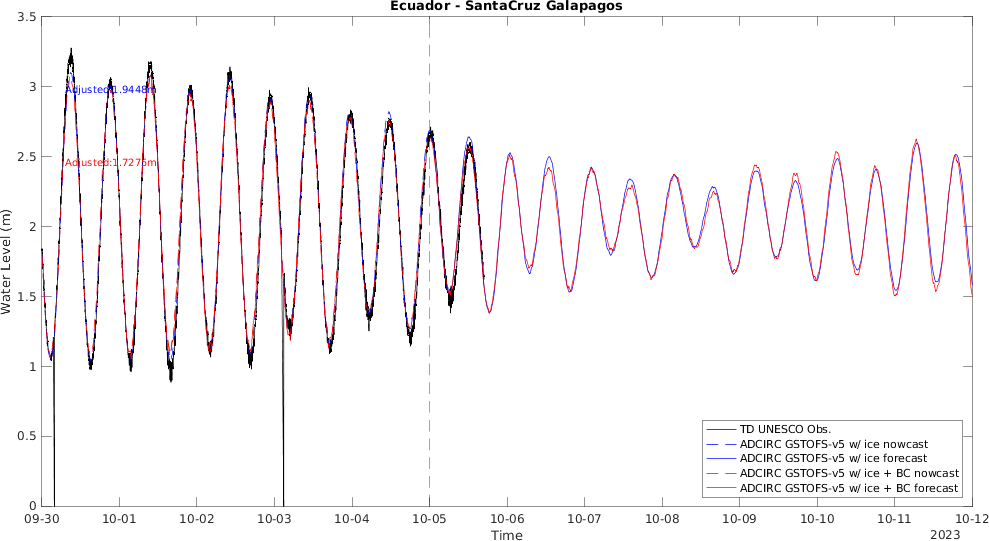 Ecuador - SantaCruz Galapagos
3.5
3
2.5
2
1.5
1
0.5
0
Water Level (m)
Adjusted:1.9448m
Adjusted:1.7275m
TD UNESCO Obs.
ADCIRC GSTOFS-v5 w/ ice nowcast
ADCIRC GSTOFS-v5 w/ ice forecast
ADCIRC GSTOFS-v5 w/ ice + BC nowcast
ADCIRC GSTOFS-v5 w/ ice + BC forecast
09-30 10-01 10-02 10-03 10-04 10-05 10-06 10-07 10-08 10-09 10-10 10-11 10-12
Time
2023